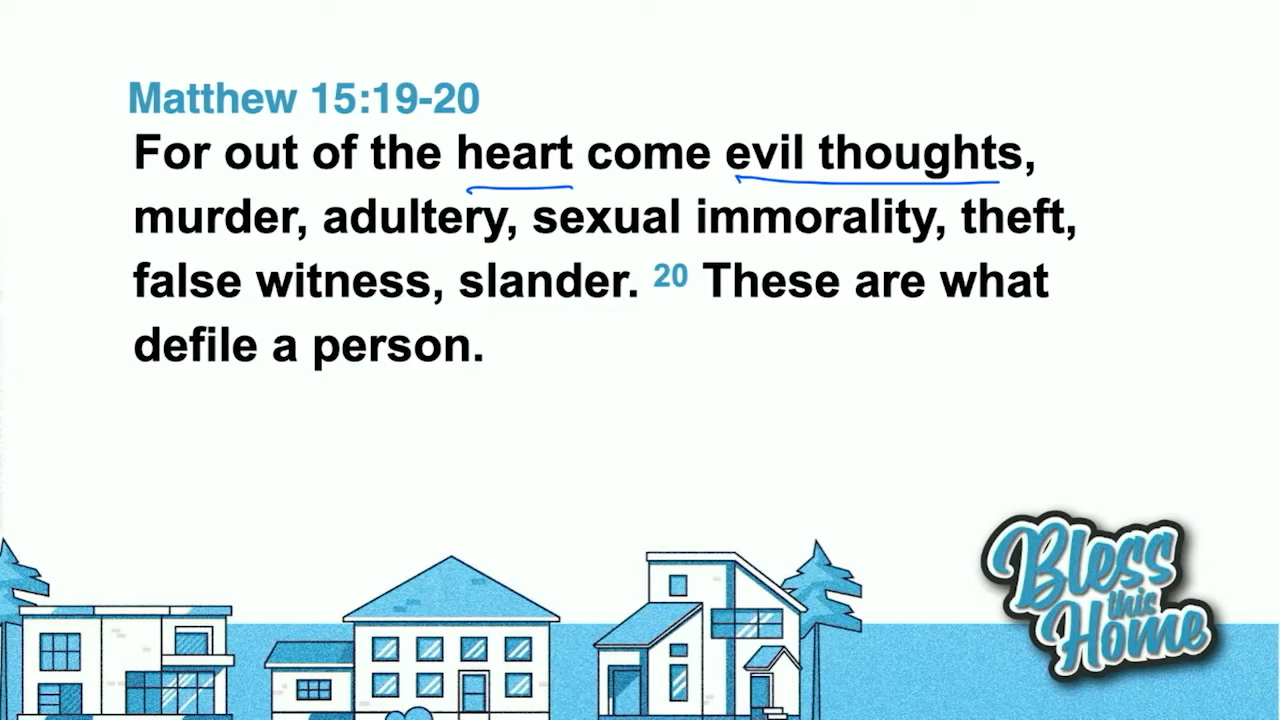 Matthew 15:19-20
For out of the heart come evil thoughts,
murder, adultery, sexual immorality, theft,
false witness, slander. 20 These are what
defile a person.
Bless
this
Home